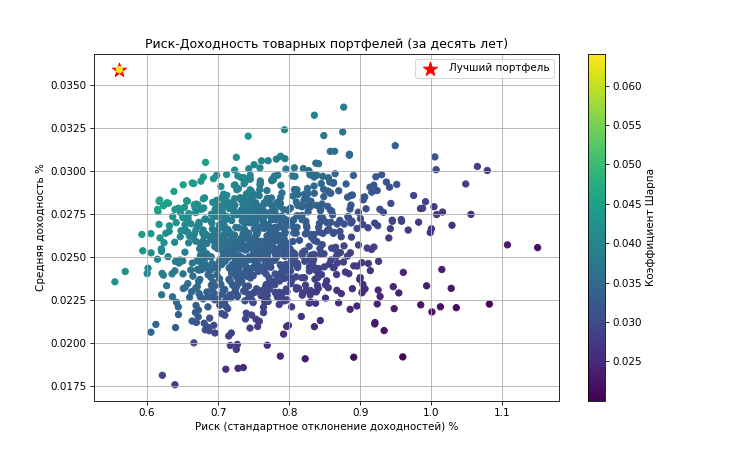 Риск-Доходность товарных портфелей (за десять лет)
Лучший портфель
0.0350
0.0325
0.0300
0.0275
0.0250
0.0225
0.0200
0.0175
Средняя доходность %
0.6 0.7 0.8 0.9 1.0 1.1
Риск (стандартное отклонение доходностей) %
0.060
0.055
0.050
0.045
0.040
0.035
0.030
0.025
Коэффициент Шарпа